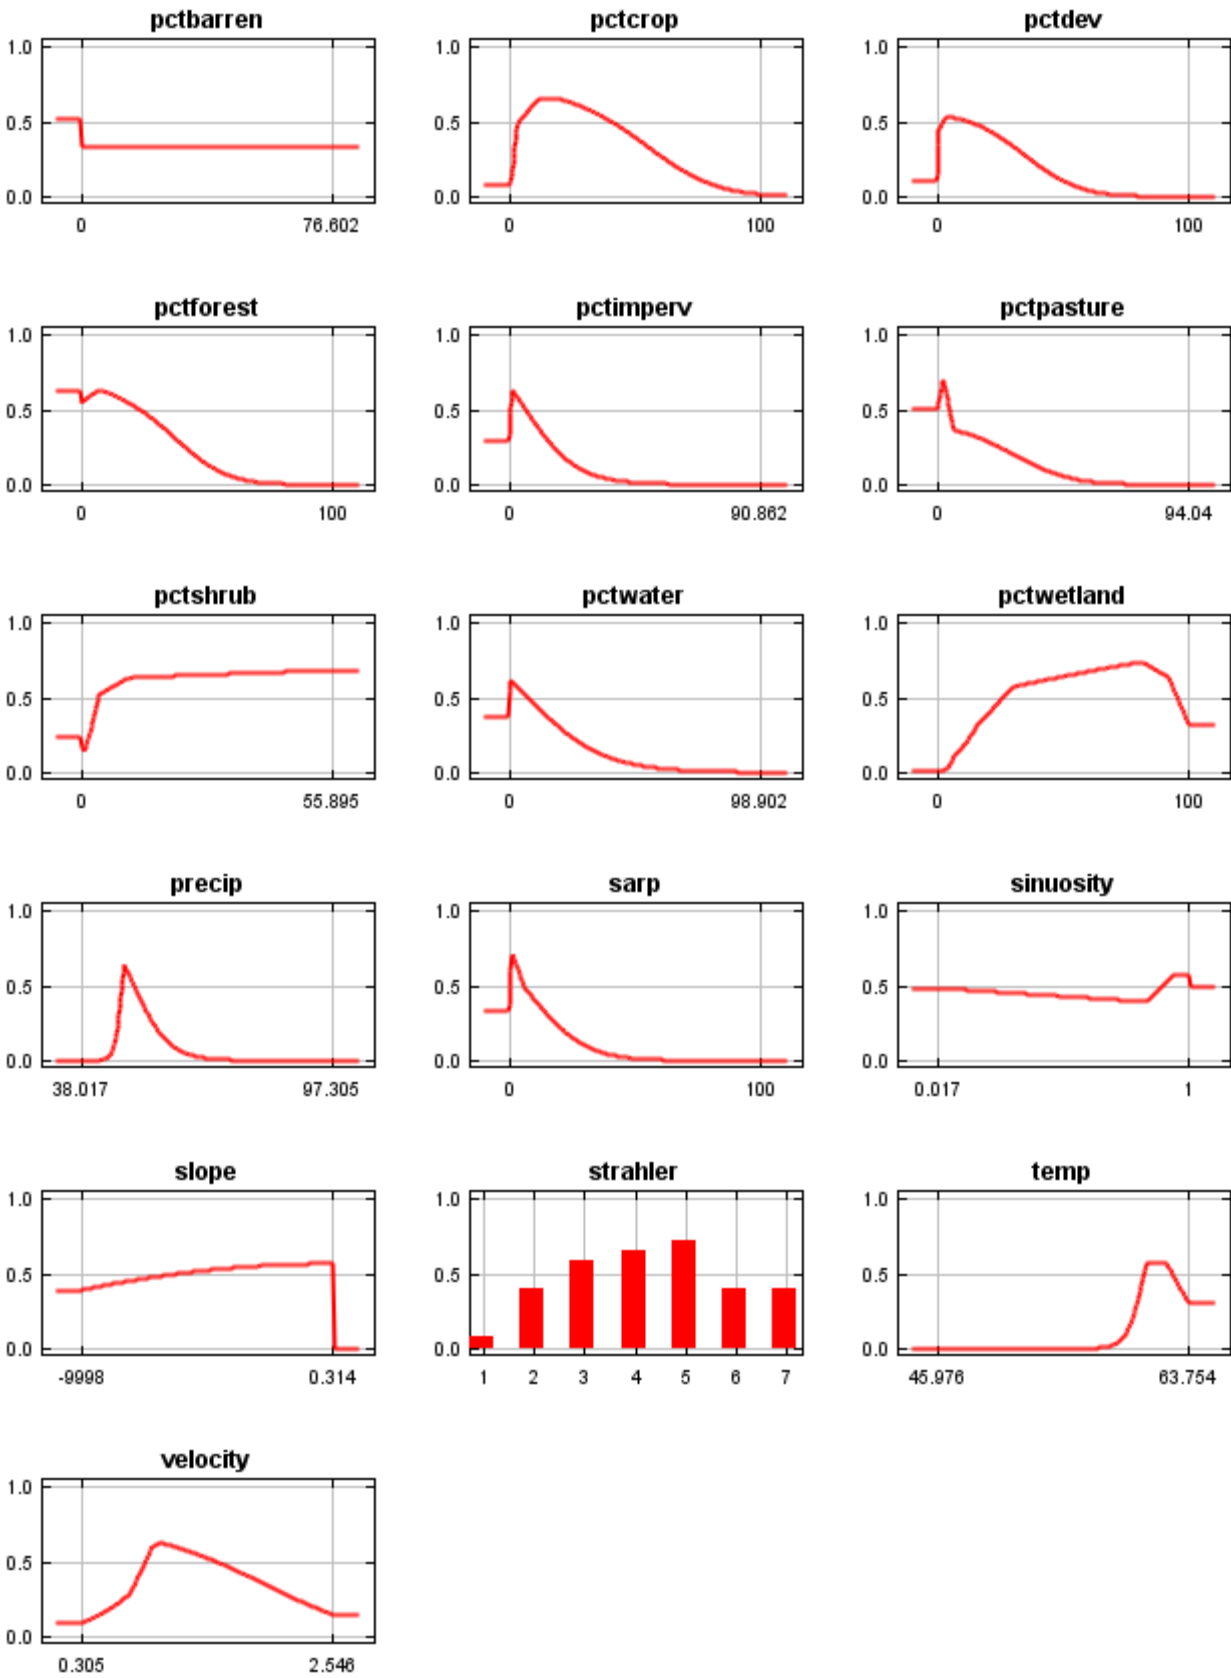 pctbarren pctcrop pctdev
1.0 1.0 1.0
0.5 0.5 0.5
0.0 0.0 0.0
0 76.602 0 100 0 100
pctforest pctimperv pctpasture
1.0 1.0 1.0
0.5 0.5 0.5
0.0 0.0 0.0
0 100 0 90.862 0 94.04
pctshrub pctwater pctwetland
1.0 1.0 1.0
0.5 0.5 0.5
0.0 0.0 0.0
0 55.895 0 98.902 0 100
precip sarp sinuosity
1.0 1.0 1.0
0.5 0.5 0.5
0.0 0.0 0.0
38.017 97.305 0 100 0.017 1
slope strahler temp
1.0 1.0 1.0
0.5 0.5 0.5
0.0 0.0 0.0
-9998 0.314 1 2 3 4 5 6 7 45.976 63.754
velocity
1.0
0.5
0.0
0.305 2.546